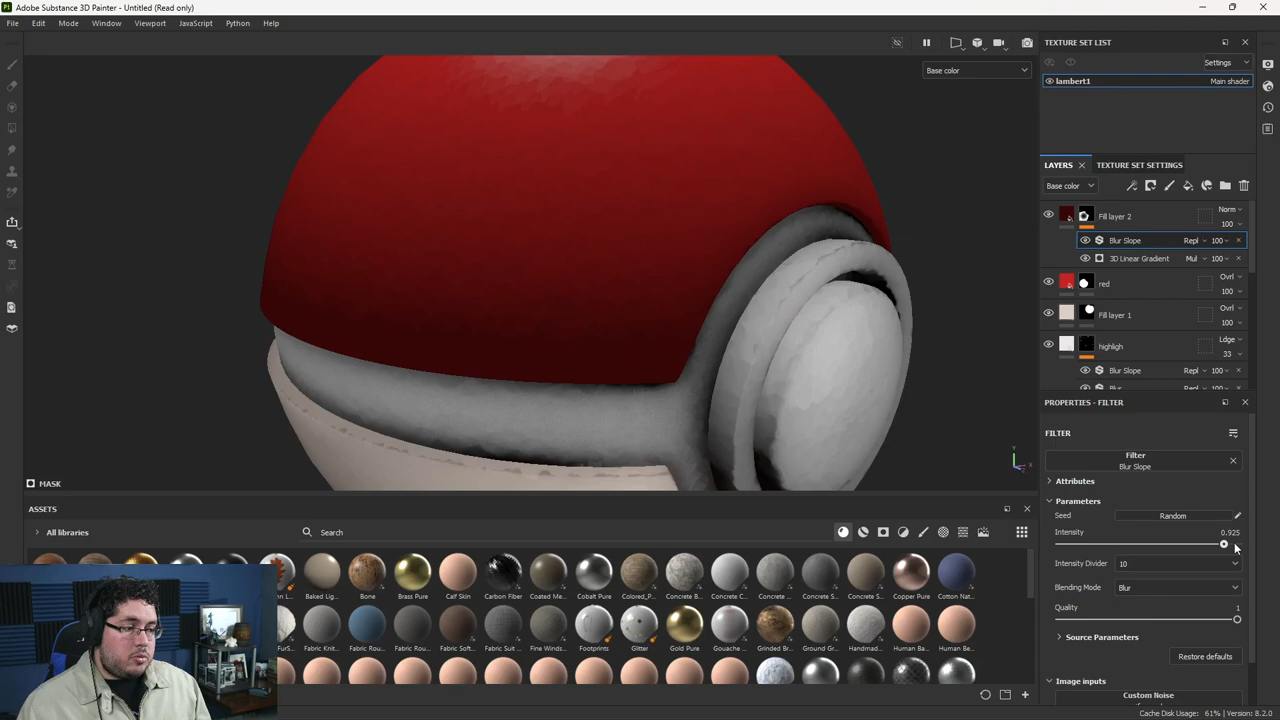 Pt Adobe Substance 3D Painter - Untitled (Read only)
File Edit Mode Window Viewport JavaScript Python Help
Base color
TEXTURE SET LIST
Settings
lambert1 Main shader
LAYERS TEXTURE SET SETTINGS
Base color
Fill layer 2 Norm
100
Blur Slope Repl 100
3D Linear Gradient Mul 100
red Ovrl
100
Fill layer 1 Ovrl
100
highligh Ldge
33
Blur Slope Repl 100
Blur Repl 100
PROPERTIES - FILTER
FILTER
Filter
Blur Slope
Attributes
Parameters
Seed Random
Intensity 0.925
Intensity Divider 10
Blending Mode Blur
Quality 1
Source Parameters
Restore defaults
Image inputs
Custom Noise
Y
MASK
ASSETS
All libraries Search
Baked Lig... Bone Brass Pure Calf Skin Carbon Fiber Coated Me... Cobalt Pure Colored_P... Concrete B... Concrete C... Concrete D... Concrete S... Concrete S... Copper Pure Cotton Nat...
Fabric Knit... Fabric Rou... Fabric Rou... Fabric Soft... Fabric Suit ... Fine Winds... Footprints Glitter Gold Pure Gouache ... Grinded Br... Ground Gr... Handmad... Human Ba... Human Be...
Cache Disk Usage: 61% | Version: 8.2.0